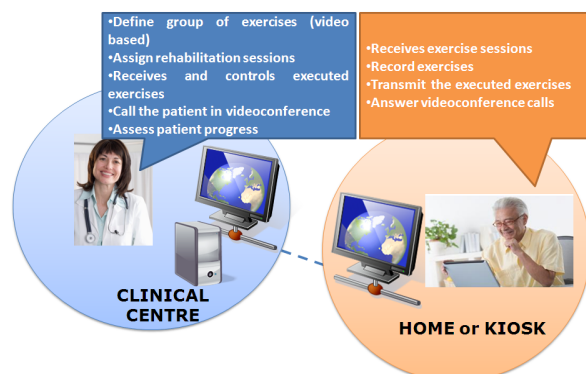 •Define group of exercises (video
based)
•Assign rehabilitation sessions
•Receives and controls executed
exercises
•Call the patient in videoconference
•Assess patient progress
•Receives exercise sessions
•Record exercises
•Transmit the executed exercises
•Answer videoconference calls
CLINICAL
CENTRE
HOME or KIOSK